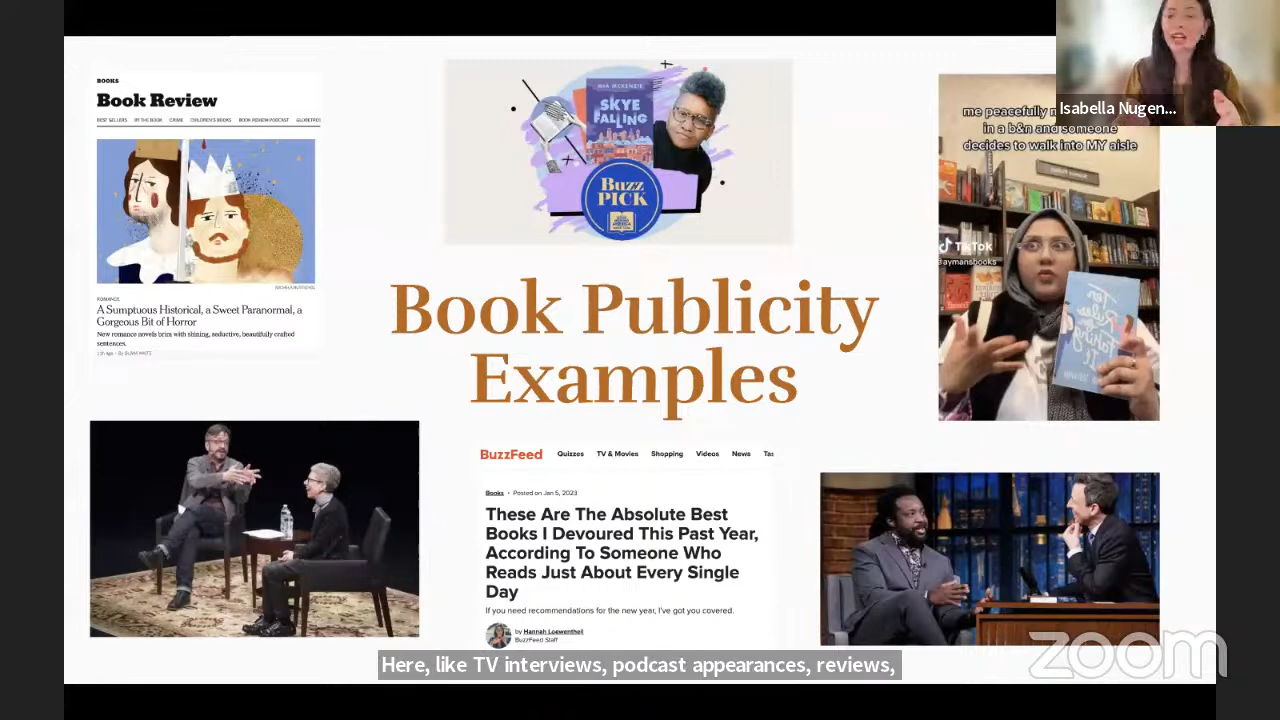 BOOKS
Book Review
BEST SELLERS BY THE BOOK CRIME CHILDREN'S BOOKS BOOK REVIEW PODCAST
ROMANCE
A Sumptuous Historical, a Sweet Paranormal, a
Gorgeous Bit of Horror
New romance novels brim with shining, seductive, beautifully crafted
sentences.
MIA MCKENZIE
SKYE
FALLING
Buzz
PICK
me peacefully
in a b&n and someone
decides to walk into MY aisle
TikTok
@aymansbooks
Isabella Nugen...
Book Publicity
Examples
BuzzFeed Quizzes TV & Movies Shopping Videos News Tas
Books • Posted on Jan 5, 2023
These Are The Absolute Best
Books I Devoured This Past Year,
According To Someone Who
Reads Just About Every Single
Day
If you need recommendations for the new year, I've got you covered.
by Hannah Loewentheil
BuzzFeed Staff
Here, like TV interviews, podcast appearances, reviews,
zoom